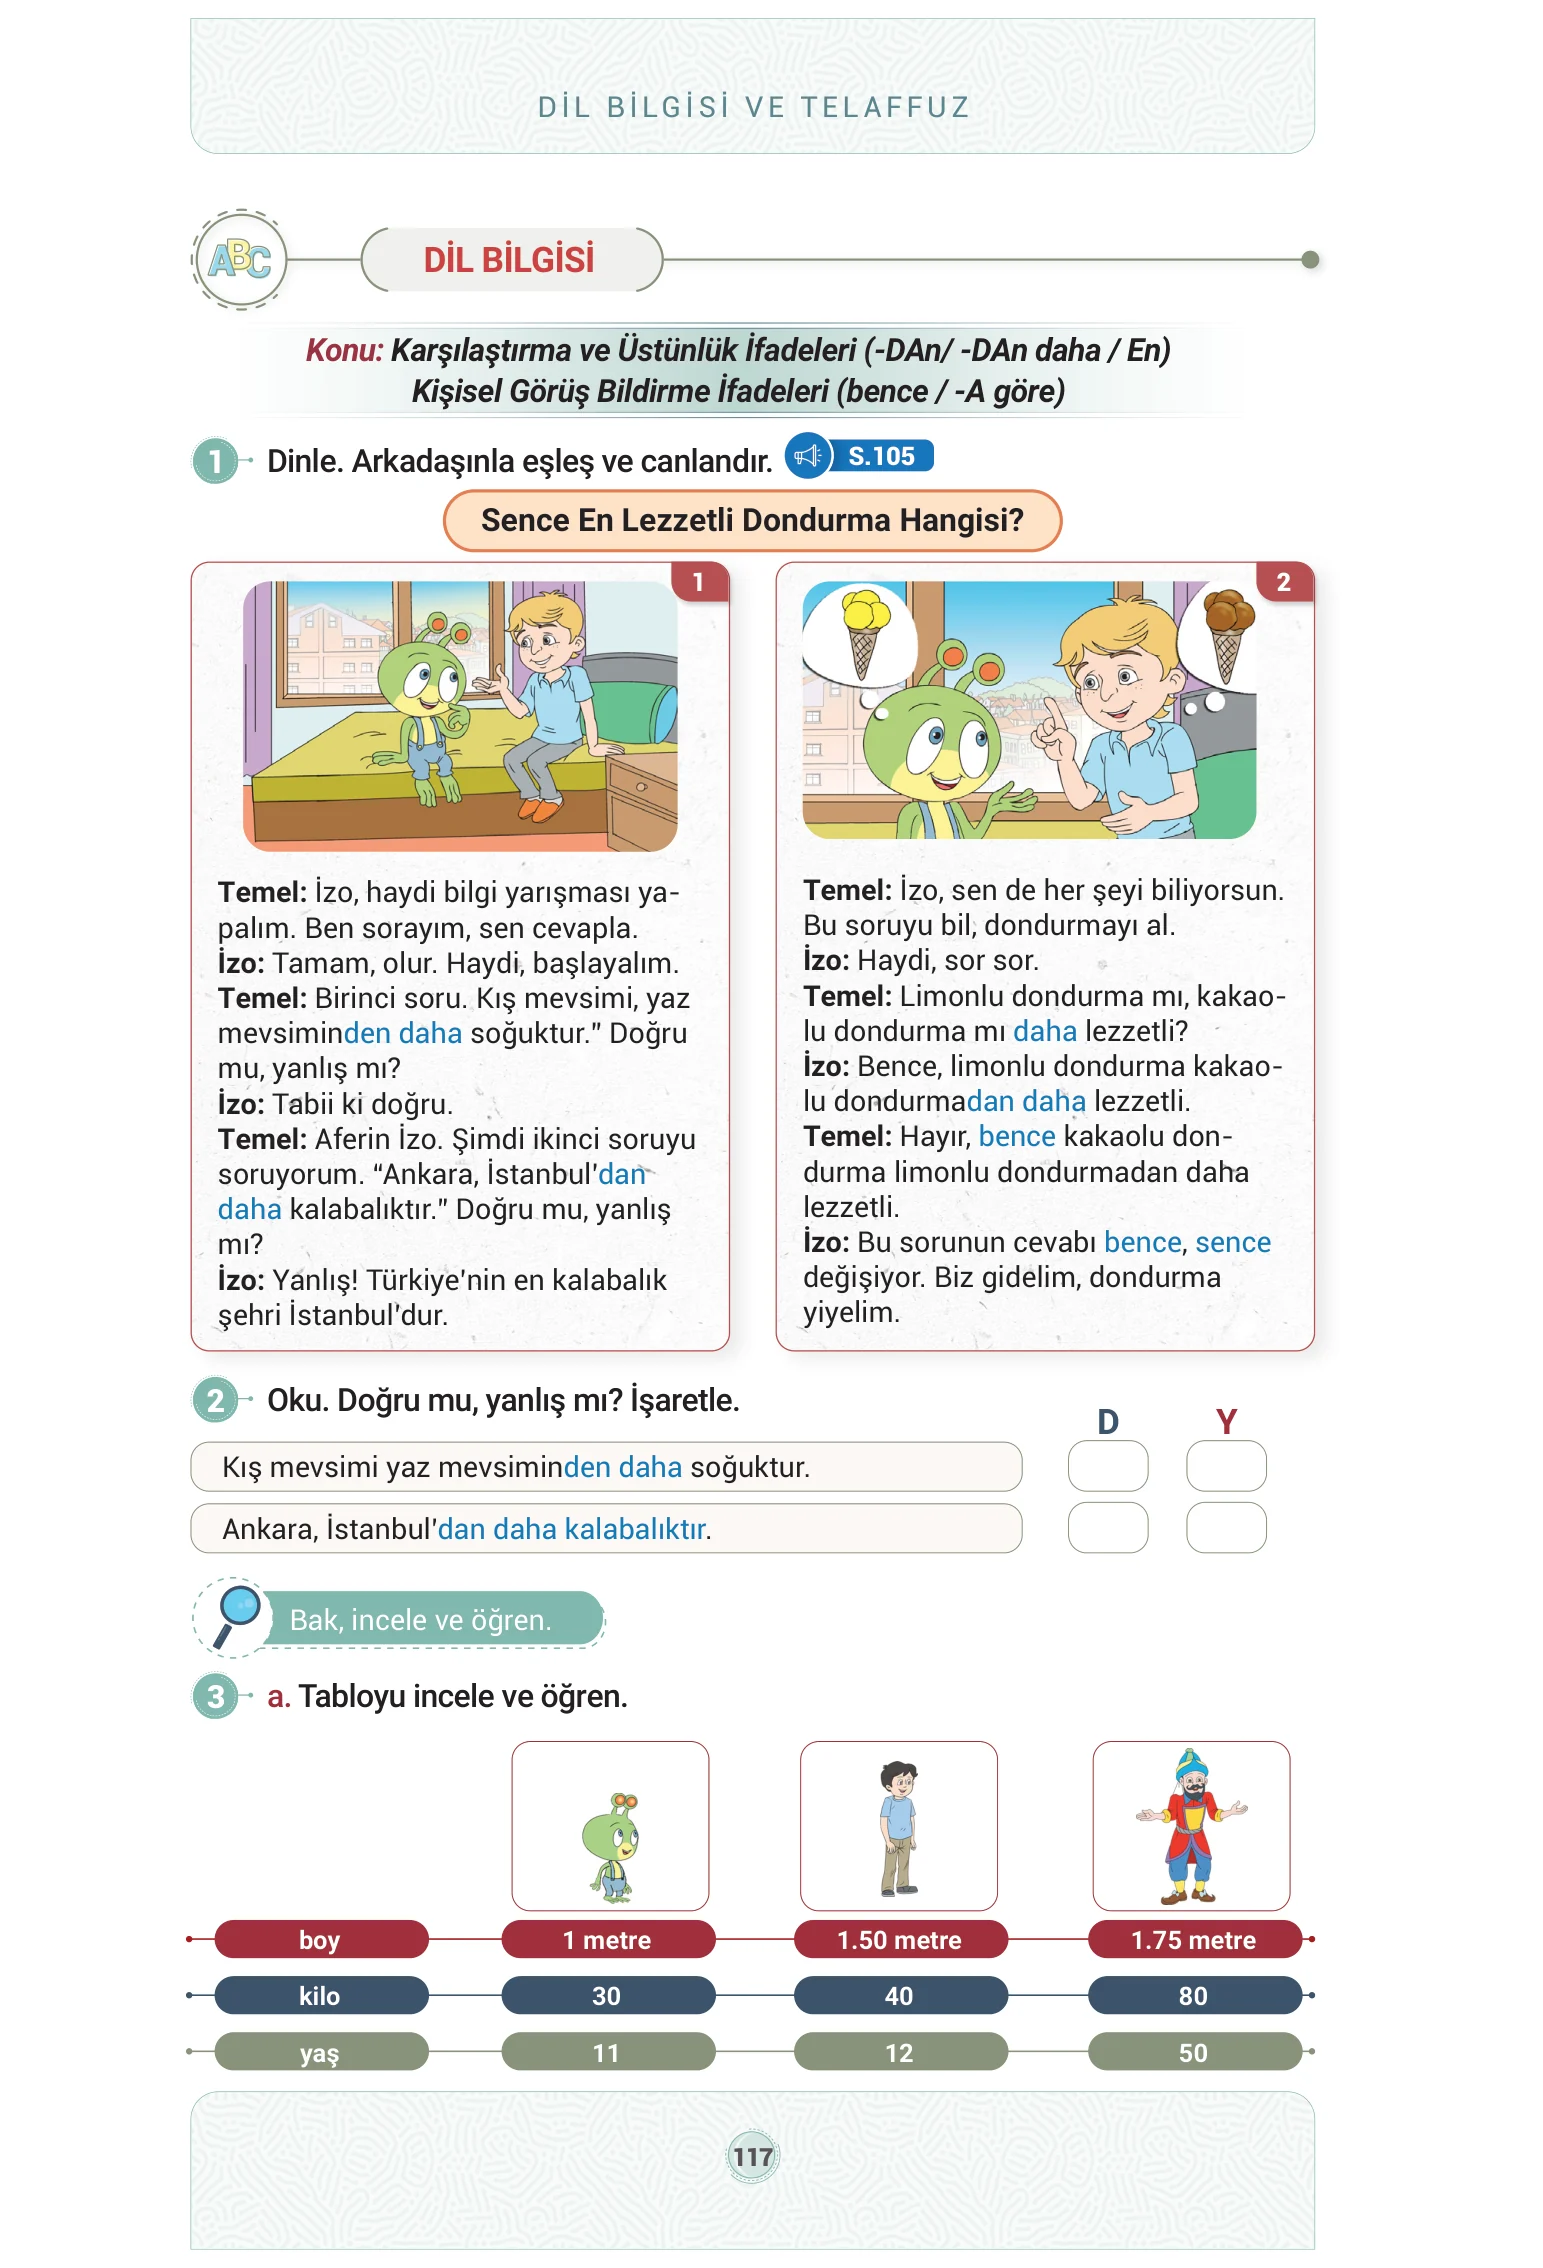 DİL BİLGİSİ VE TELAFFUZ
ABC
DİL BİLGİSİ
Konu: Karşılaştırma ve Üstünlük İfadeleri (-DAn/ -DAn daha / En)
Kişisel Görüş Bildirme İfadeleri (bence / -A göre)
1 Dinle. Arkadaşınla eşleş ve canlandır. S.105
Sence En Lezzetli Dondurma Hangisi?
1
Temel: İzo, haydi bilgi yarışması ya-
palım. Ben sorayım, sen cevapla.
İzo: Tamam, olur. Haydi, başlayalım.
Temel: Birinci soru. Kış mevsimi, yaz
mevsiminden daha soğuktur." Doğru
mu, yanlış mı?
İzo: Tabii ki doğru.
Temel: Aferin İzo. Şimdi ikinci soruyu
soruyorum. “Ankara, İstanbul'dan
daha kalabalıktır." Doğru mu, yanlış
mı?
İzo: Yanlış! Türkiye'nin en kalabalık
şehri İstanbul'dur.
2
Temel: İzo, sen de her şeyi biliyorsun.
Bu soruyu bil, dondurmayı al.
İzo: Haydi, sor sor.
Temel: Limonlu dondurma mı, kakao-
lu dondurma mı daha lezzetli?
İzo: Bence, limonlu dondurma kakao-
lu dondurmadan daha lezzetli.
Temel: Hayır, bence kakaolu don-
durma limonlu dondurmadan daha
lezzetli.
İzo: Bu sorunun cevabı bence, sence
değişiyor. Biz gidelim, dondurma
yiyelim.
2 Oku. Doğru mu, yanlış mı? İşaretle.
D Y
Kış mevsimi yaz mevsiminden daha soğuktur.
Ankara, İstanbul'dan daha kalabalıktır.
Bak, incele ve öğren.
3 a. Tabloyu incele ve öğren.
boy 1 metre 1.50 metre 1.75 metre
kilo 30 40 80
yaş 11 12 50
117